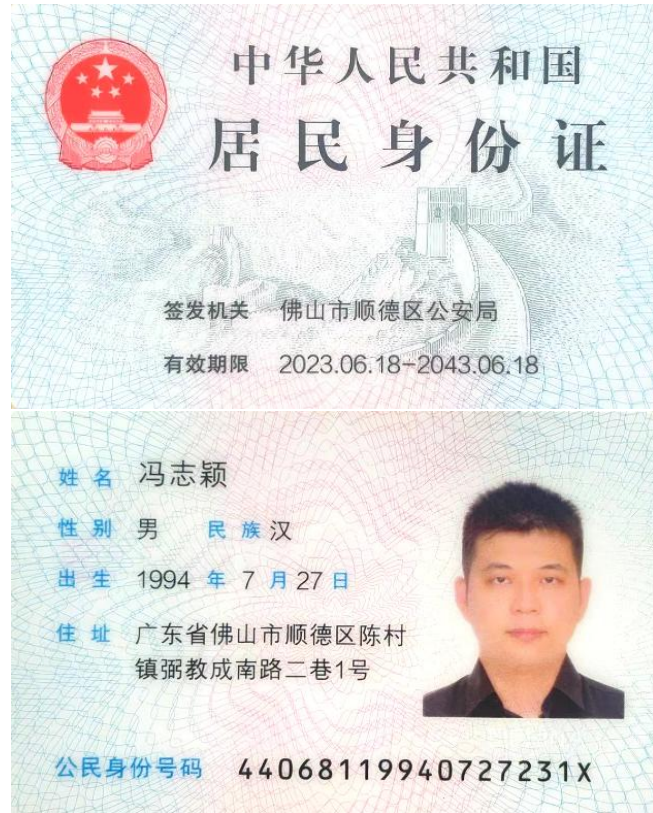 中华人民共和国
居民身份证
签发机关 佛山市顺德区公安局
有效期限 2023.06.18-2043.06.18
姓名 冯志颖
性别 男 民族 汉
出生 1994 年 7 月 27 日
住址 广东省佛山市顺德区陈村
镇弼教成南路二巷1号
公民身份号码 44068119940727231X